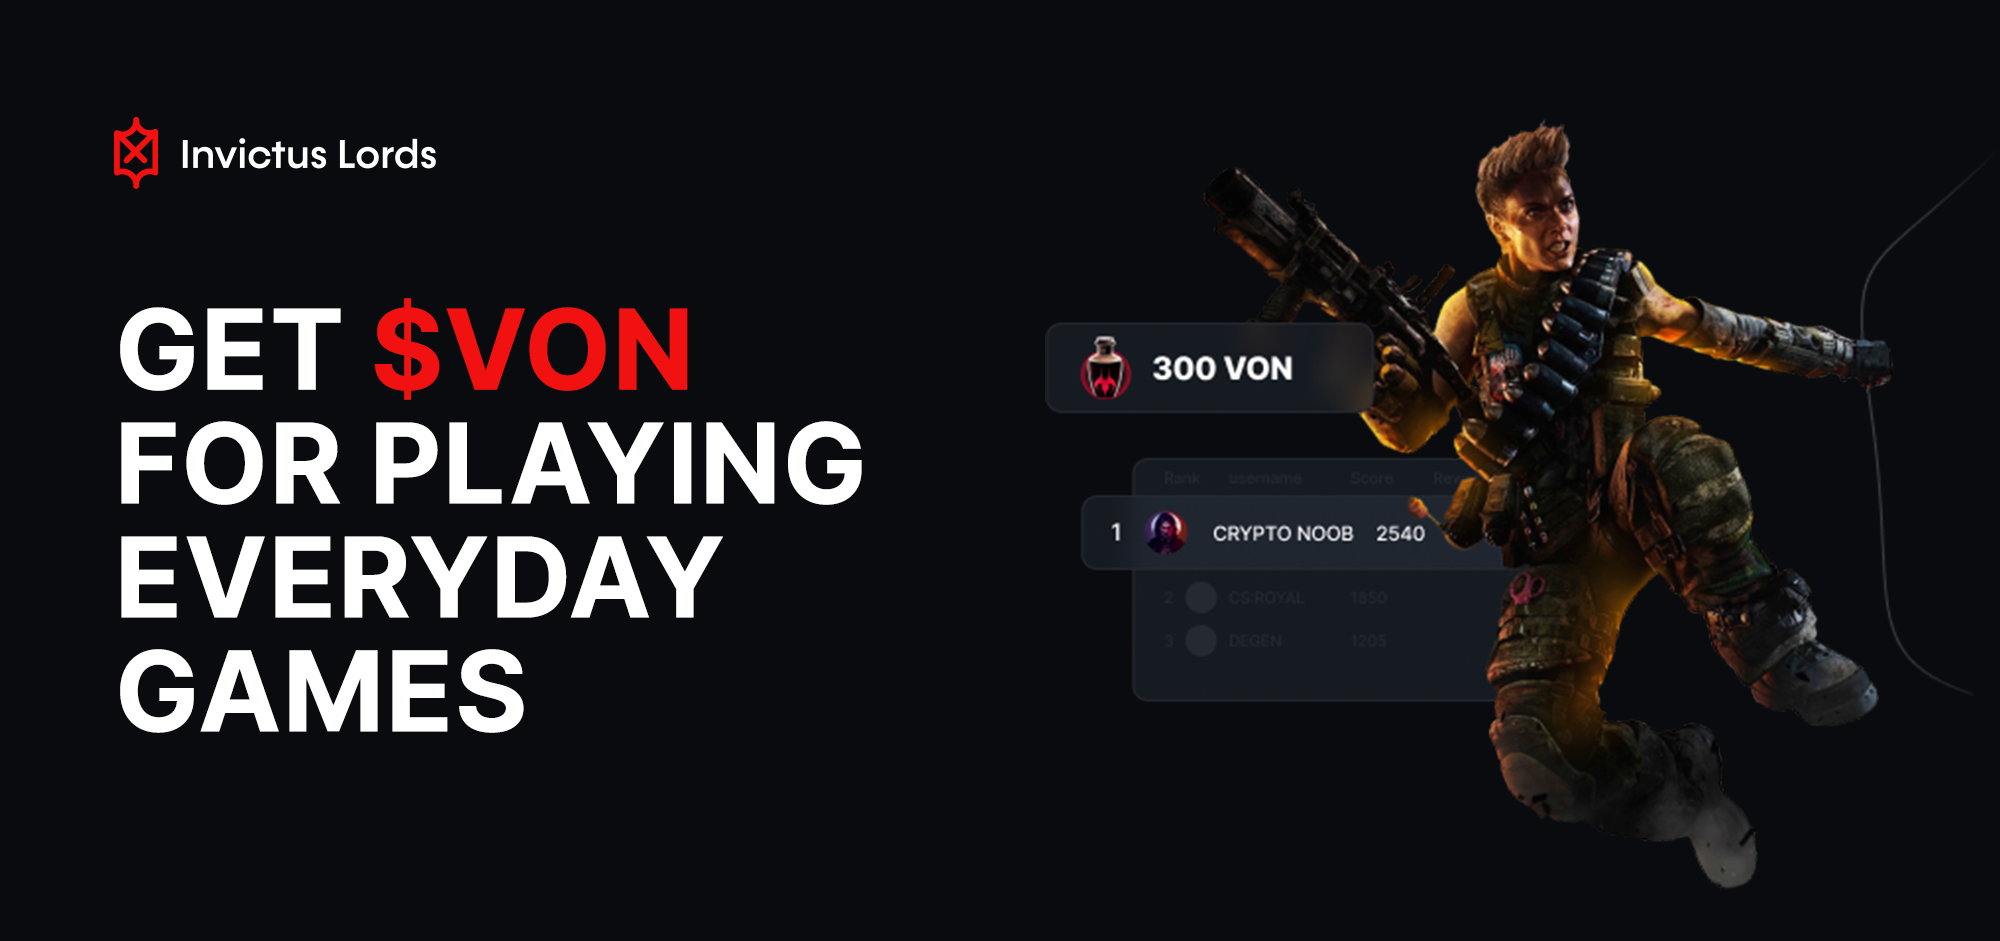 Invictus Lords
GET $VON
FOR PLAYING
EVERYDAY
GAMES
300 VON
Rank username Score
1 CRYPTO NOOB 2540
2 CS:ROYAL 1850
3 DEGEN 1205